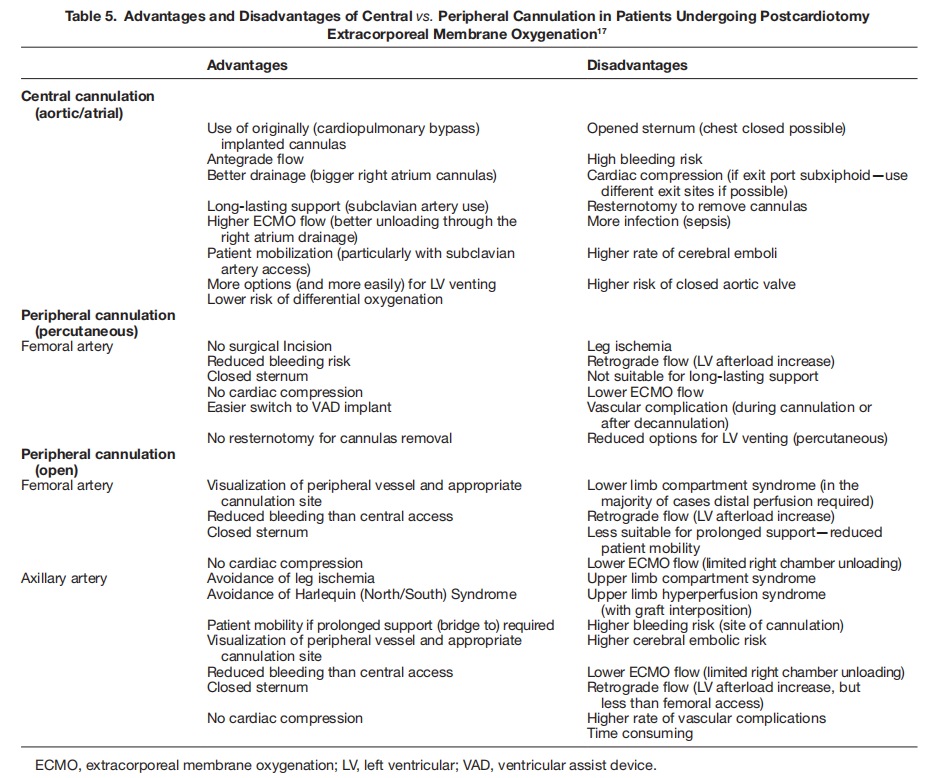 Table 5. Advantages and Disadvantages of Central vs. Peripheral Cannulation in Patients Undergoing Postcardiotomy
Extracorporeal Membrane Oxygenation17
Advantages Disadvantages
Central cannulation
(aortic/atrial)
Use of originally (cardiopulmonary bypass) Opened sternum (chest closed possible)
implanted cannulas
Antegrade flow High bleeding risk
Better drainage (bigger right atrium cannulas) Cardiac compression (if exit port subxiphoid—use
different exit sites if possible)
Long-lasting support (subclavian artery use) Resternotomy to remove cannulas
Higher ECMO flow (better unloading through the More infection (sepsis)
right atrium drainage)
Patient mobilization (particularly with subclavian Higher rate of cerebral emboli
artery access)
More options (and more easily) for LV venting Higher risk of closed aortic valve
Lower risk of differential oxygenation
Peripheral cannulation
(percutaneous)
Femoral artery No surgical Incision Leg ischemia
Reduced bleeding risk Retrograde flow (LV afterload increase)
Closed sternum Not suitable for long-lasting support
No cardiac compression Lower ECMO flow
Easier switch to VAD implant Vascular complication (during cannulation or
after decannulation)
No resternotomy for cannulas removal Reduced options for LV venting (percutaneous)
Peripheral cannulation
(open)
Femoral artery Visualization of peripheral vessel and appropriate Lower limb compartment syndrome (in the
cannulation site majority of cases distal perfusion required)
Reduced bleeding than central access Retrograde flow (LV afterload increase)
Closed sternum Less suitable for prolonged support—reduced
patient mobility
No cardiac compression Lower ECMO flow (limited right chamber unloading)
Axillary artery Avoidance of leg ischemia Upper limb compartment syndrome
Avoidance of Harlequin (North/South) Syndrome Upper limb hyperperfusion syndrome
(with graft interposition)
Patient mobility if prolonged support (bridge to) required Higher bleeding risk (site of cannulation)
Visualization of peripheral vessel and appropriate Higher cerebral embolic risk
cannulation site
Reduced bleeding than central access Lower ECMO flow (limited right chamber unloading)
Closed sternum Retrograde flow (LV afterload increase, but
less than femoral access)
No cardiac compression Higher rate of vascular complications
Time consuming
ECMO, extracorporeal membrane oxygenation; LV, left ventricular; VAD, ventricular assist device.